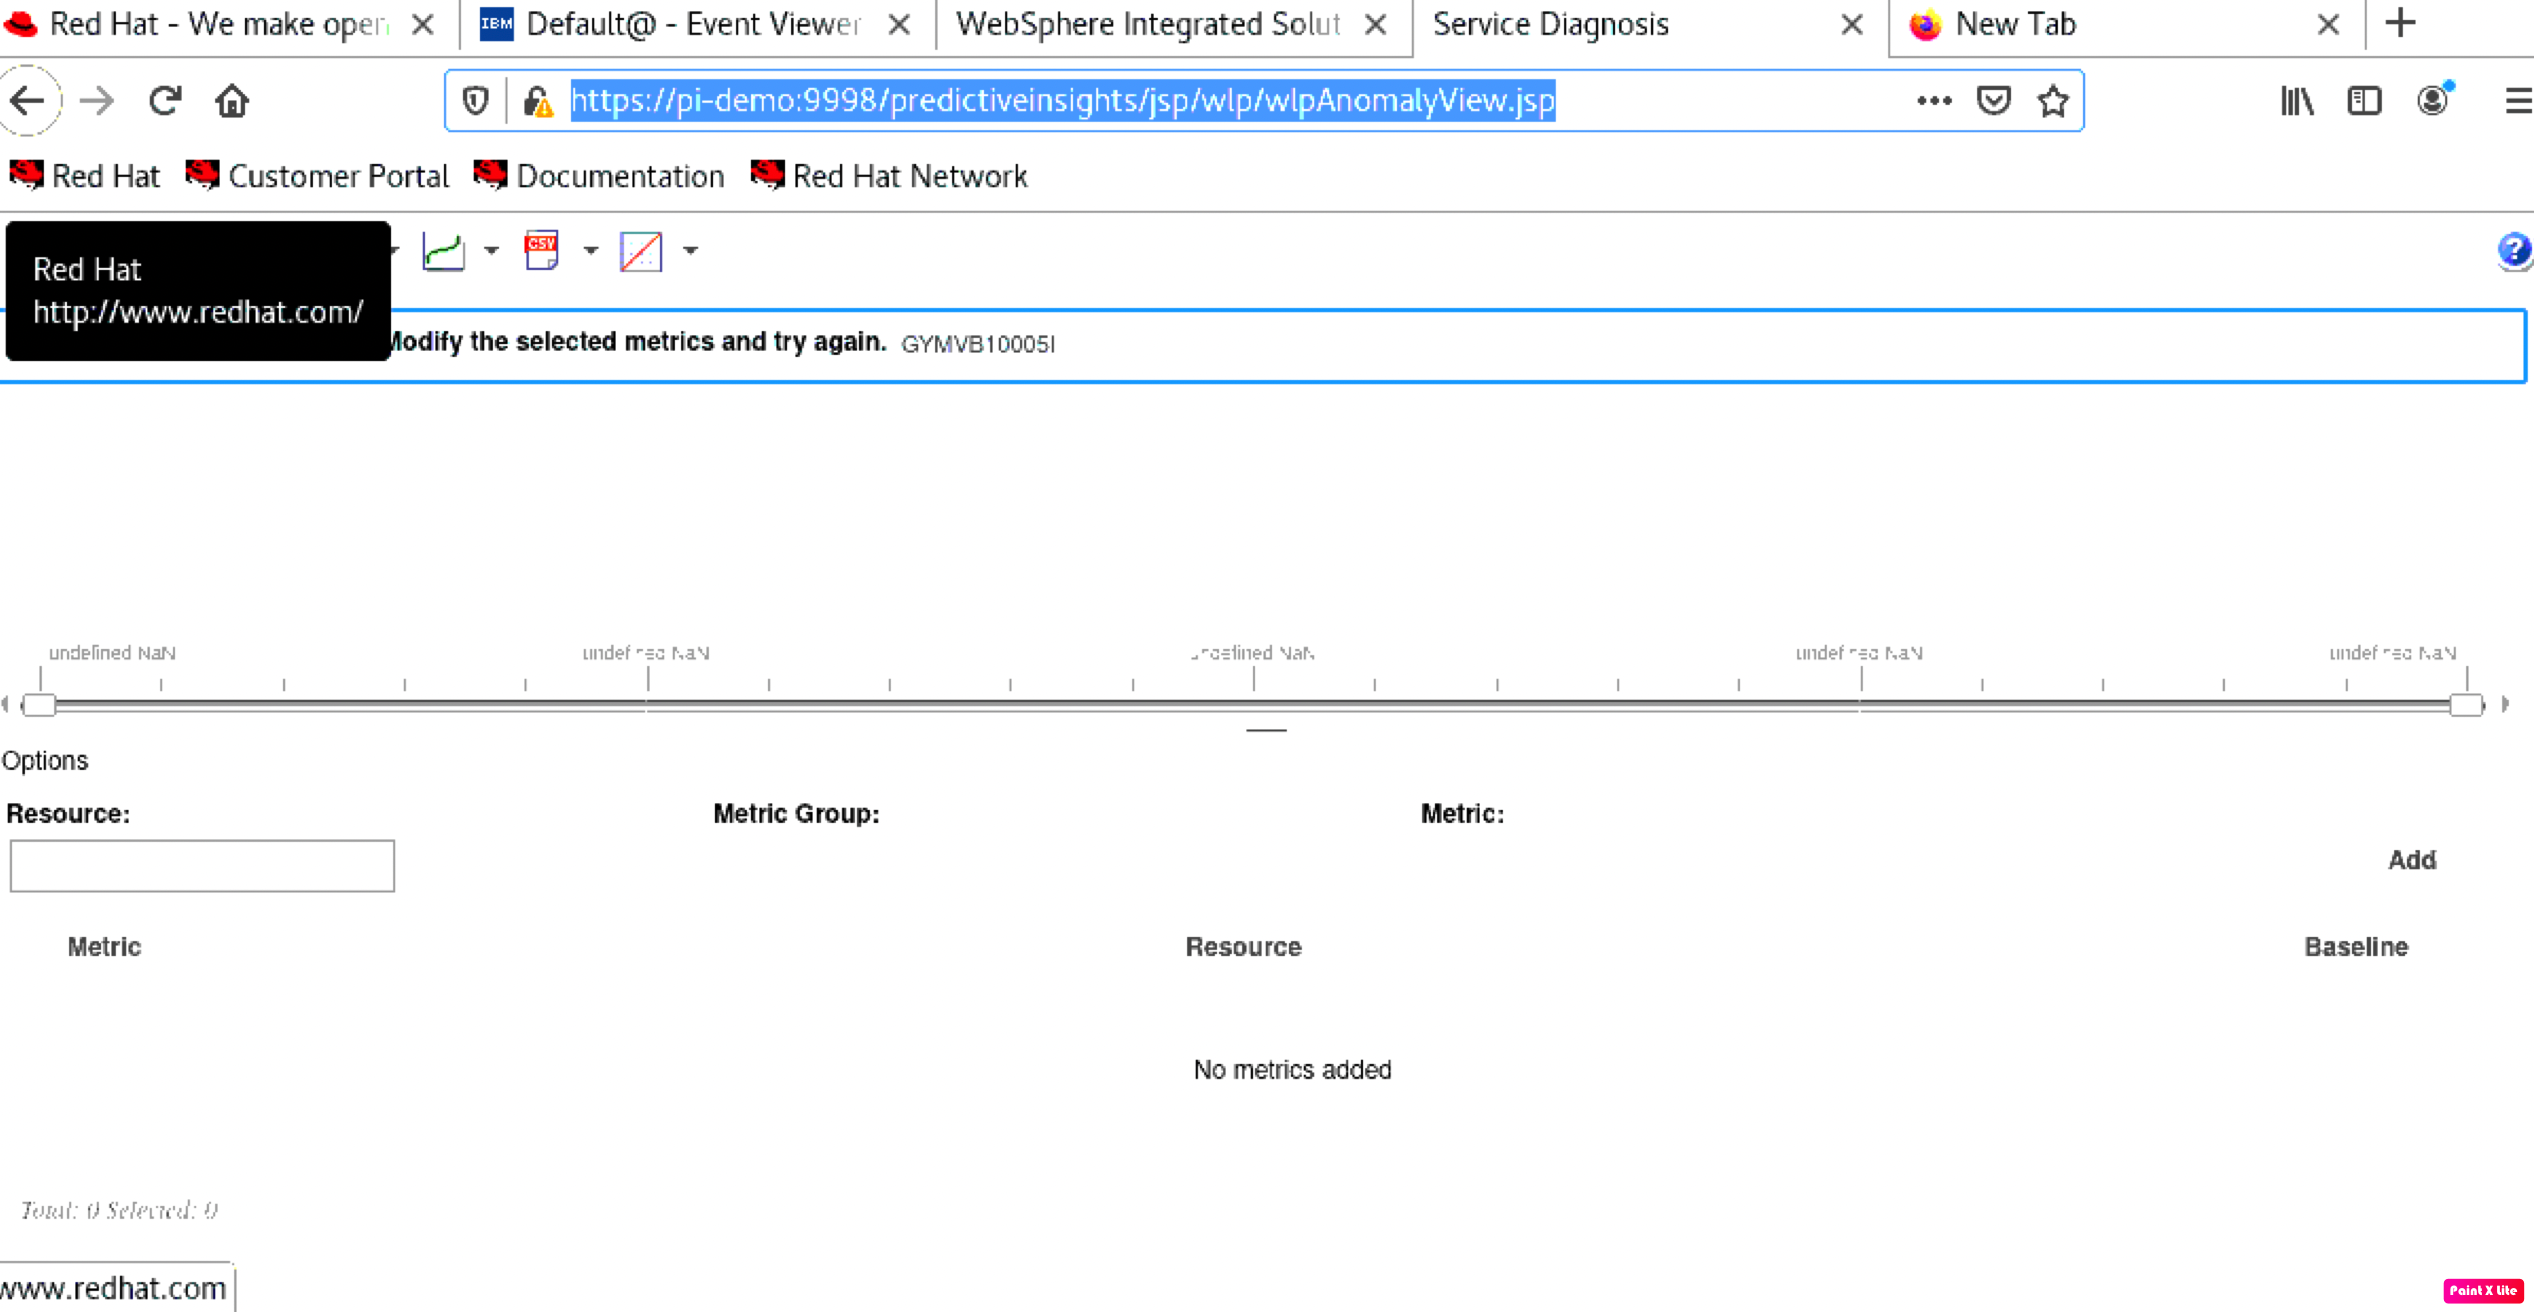 Red Hat - We make open
IBM Default@ - Event Viewer
WebSphere Integrated Solut
Service Diagnosis
New Tab
https://pi-demo:9998/predictiveinsights/jsp/wlp/wlpAnomalyView.jsp
Red Hat Customer Portal Documentation Red Hat Network
CSV
?
Red Hat
http://www.redhat.com/
Modify the selected metrics and try again. GYMVB10005I
undefined NaN undefined NaN undefined NaN undefined NaN undefined NaN
Options
Resource: Metric Group: Metric:
Add
Metric Resource Baseline
No metrics added
Total: 0 Selected: 0
www.redhat.com
Paint X lite